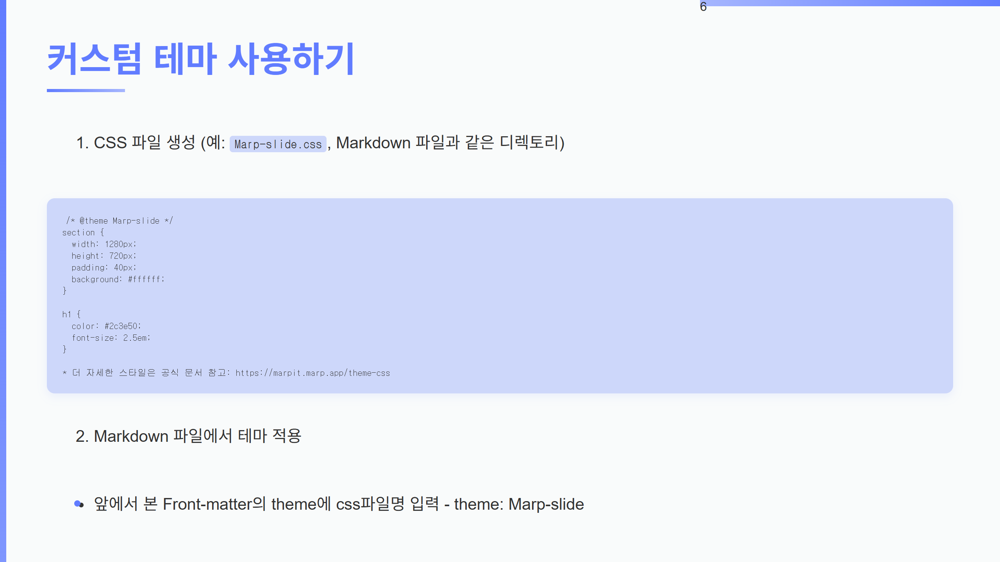 6
커스텀 테마 사용하기
1. CSS 파일 생성 (예: Marp-slide.css, Markdown 파일과 같은 디렉토리)
/* @theme Marp-slide */
section {
  width: 1280px;
  height: 720px;
  padding: 40px;
  background: #ffffff;
}
h1 {
  color: #2c3e50;
  font-size: 2.5em;
}
* 더 자세한 스타일은 공식 문서 참고: https://marpit.marp.app/theme-css
2. Markdown 파일에서 테마 적용
• 앞에서 본 Front-matter의 theme에 css파일명 입력 - theme: Marp-slide